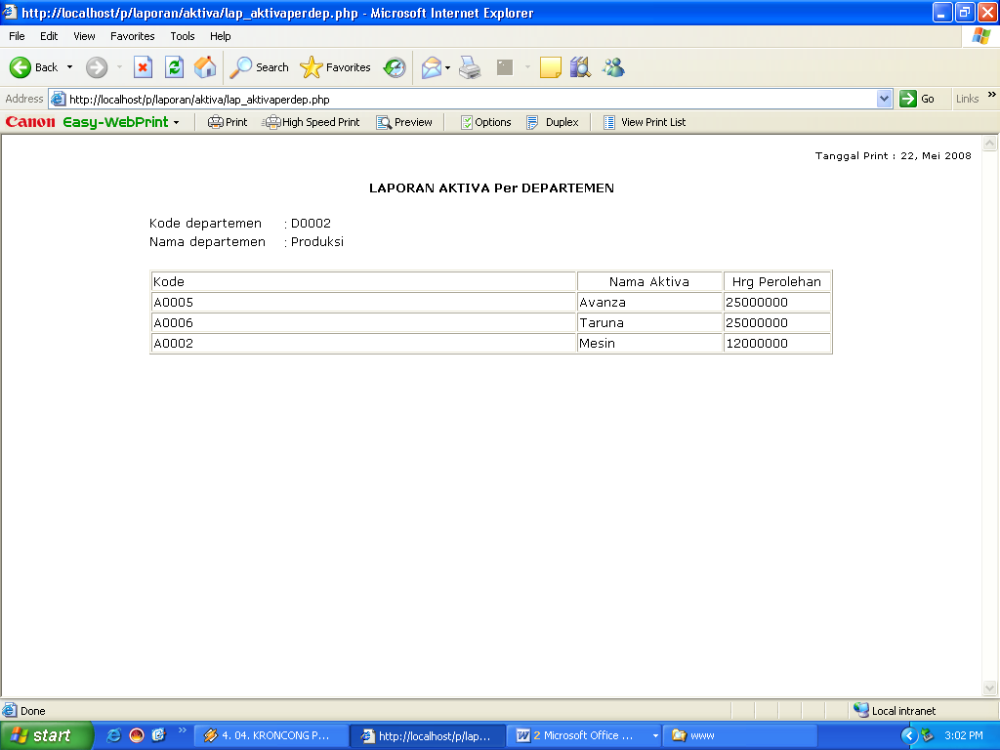 http://localhost/p/laporan/aktiva/lap_aktivaperdep.php - Microsoft Internet Explorer
File Edit View Favorites Tools Help
Back Search Favorites
Address http://localhost/p/laporan/aktiva/lap_aktivaperdep.php Go Links »
Canon Easy-WebPrint Print High Speed Print Preview Options Duplex View Print List
Tanggal Print : 22, Mei 2008
LAPORAN AKTIVA Per DEPARTEMEN
Kode departemen : D0002
Nama departemen : Produksi
Kode Nama Aktiva Hrg Perolehan
A0005 Avanza 25000000
A0006 Taruna 25000000
A0002 Mesin 12000000
Done Local intranet
start » 4. 04. KRONCONG P... http://localhost/p/lap... 2 Microsoft Office ... www 3:02 PM